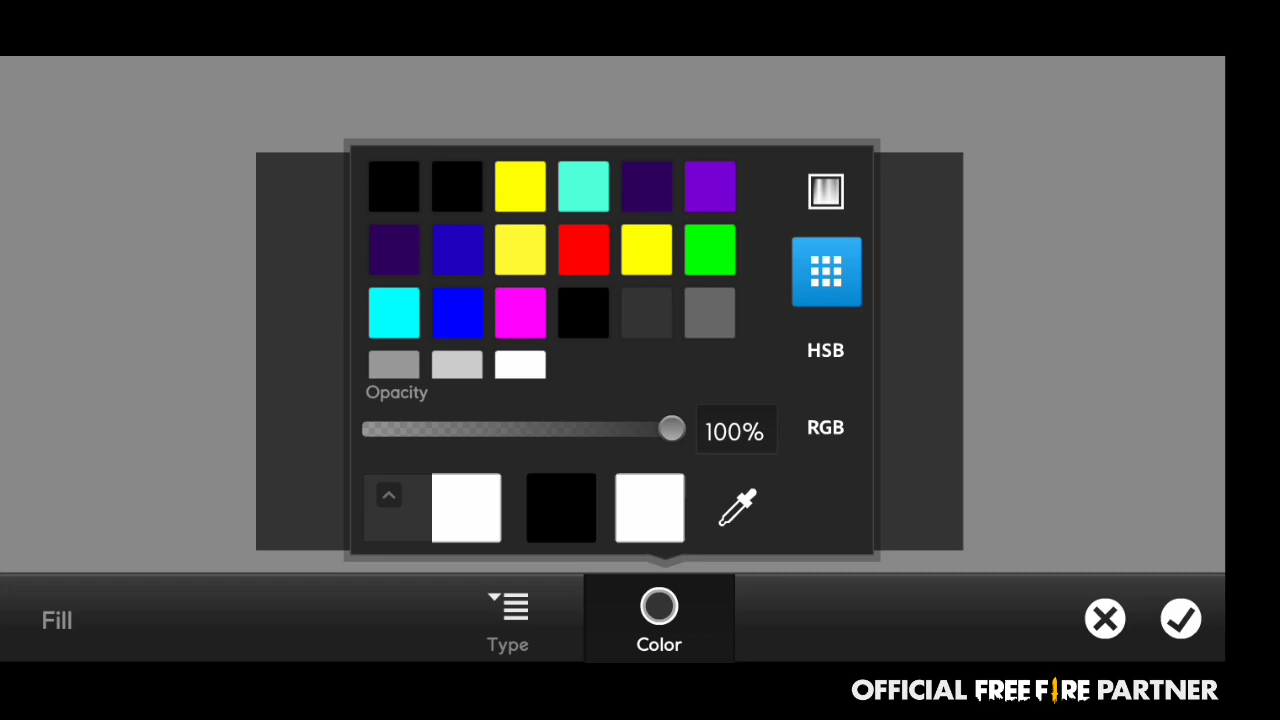 HSB
Opacity
100%
RGB
Fill
Type
Color
OFFICIAL FREE FIRE PARTNER